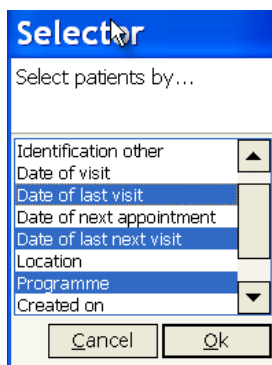 Selector
Select patients by...
Identification other
Date of visit
Date of last visit
Date of next appointment
Date of last next visit
Location
Programme
Created on
Cancel
Ok